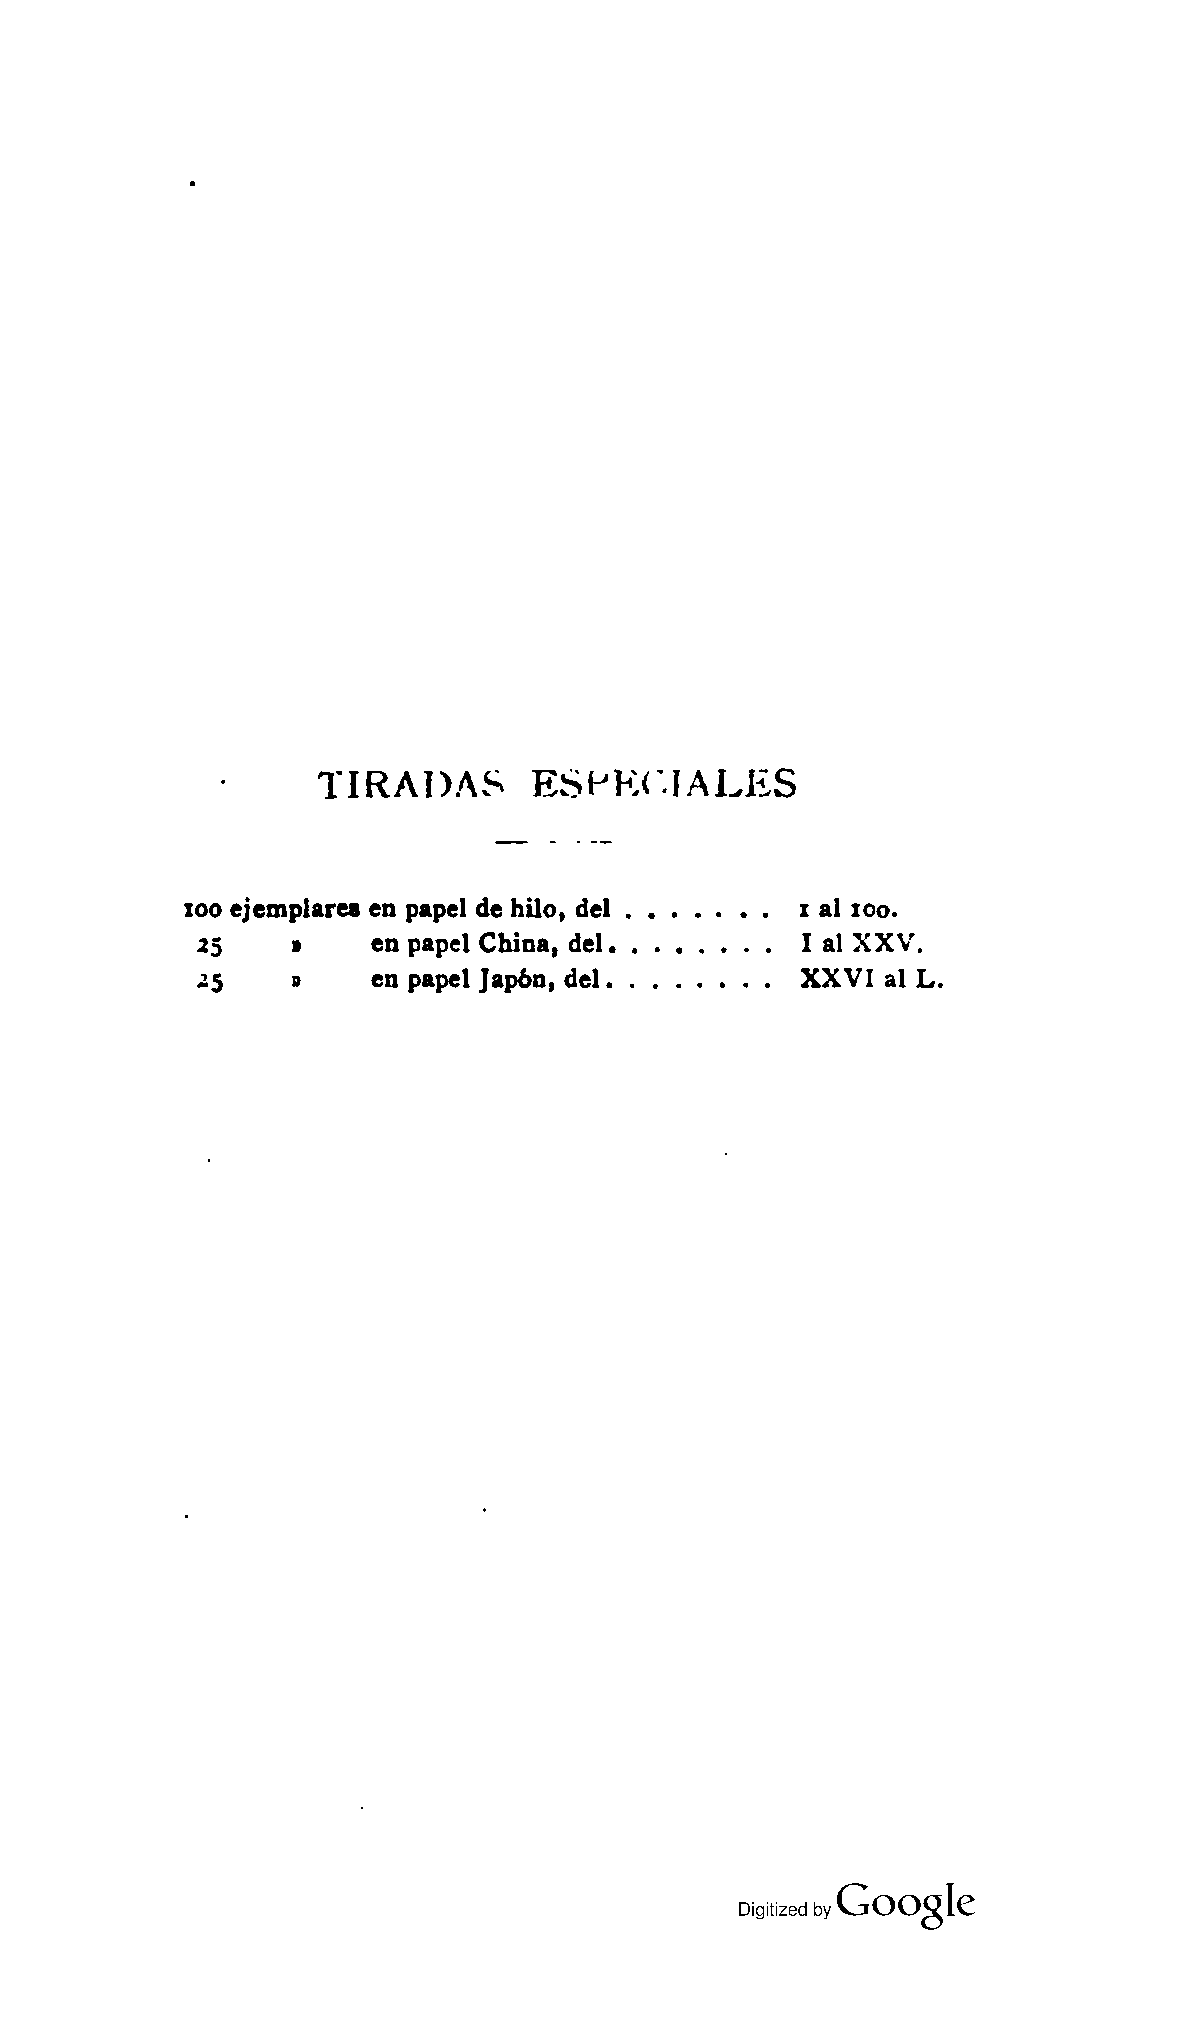 TIRADAS ESPECIALES
100 ejemplares en papel de hilo, del . . . . . . . 1 al 100.
25 » en papel China, del. . . . . . . . I al XXV.
25 » en papel Japón, del. . . . . . . . XXVI al L.
Digitized by Google